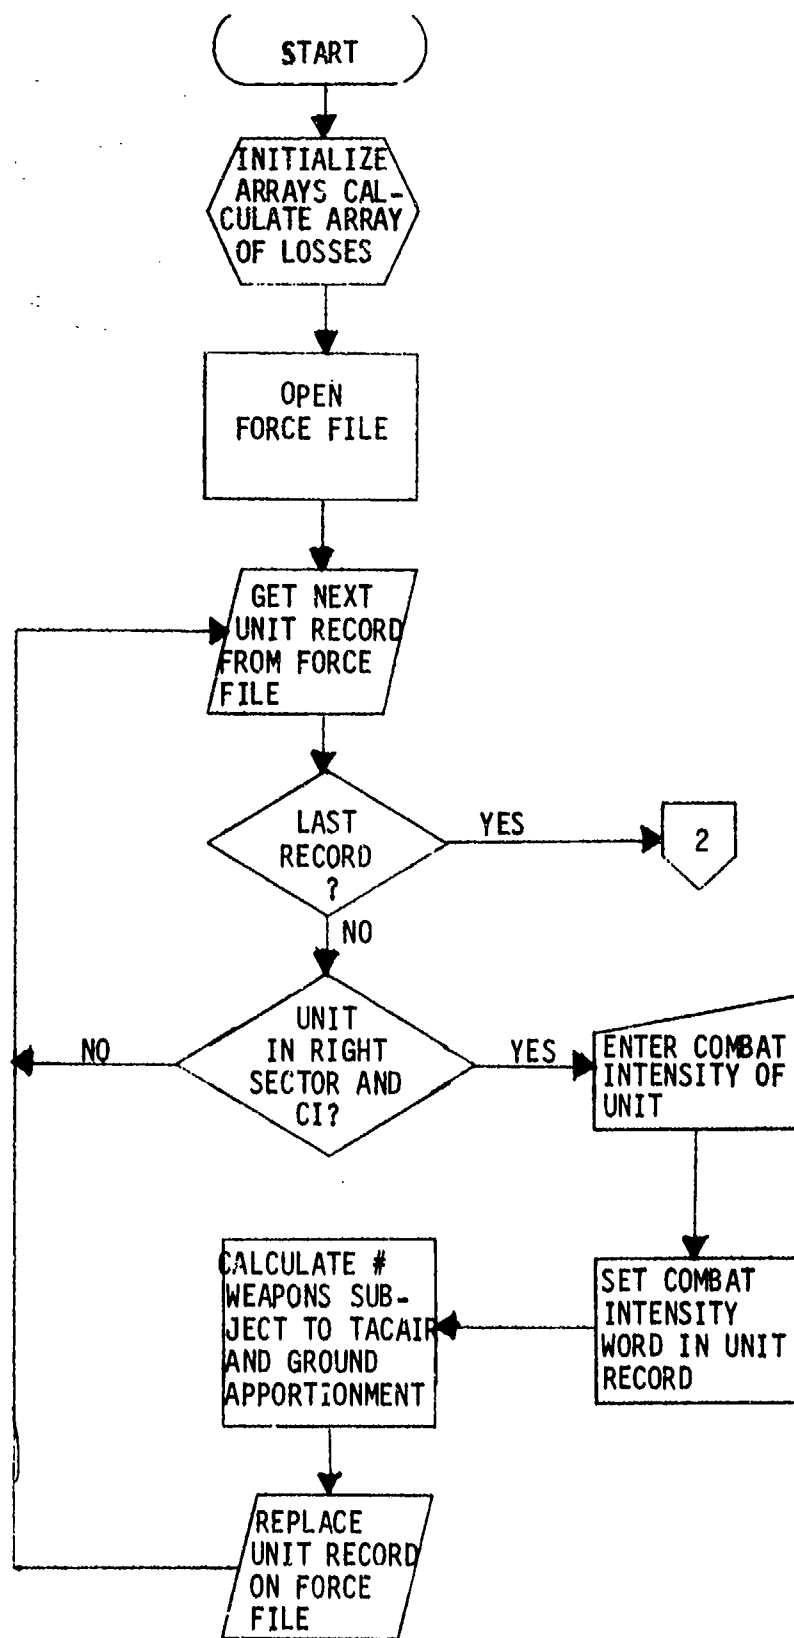 START
INITIALIZE
ARRAYS CAL-
CULATE ARRAY
OF LOSSES
OPEN
FORCE FILE
GET NEXT
UNIT RECORD
FROM FORCE
FILE
LAST
RECORD
?
YES
2
NO
UNIT
IN RIGHT
SECTOR AND
CI?
NO
YES
ENTER COMBAT
INTENSITY OF
UNIT
SET COMBAT
INTENSITY
WORD IN UNIT
RECORD
CALCULATE #
WEAPONS SUB-
JECT TO TACAIR
AND GROUND
APPORTIONMENT
REPLACE
UNIT RECORD
ON FORCE
FILE